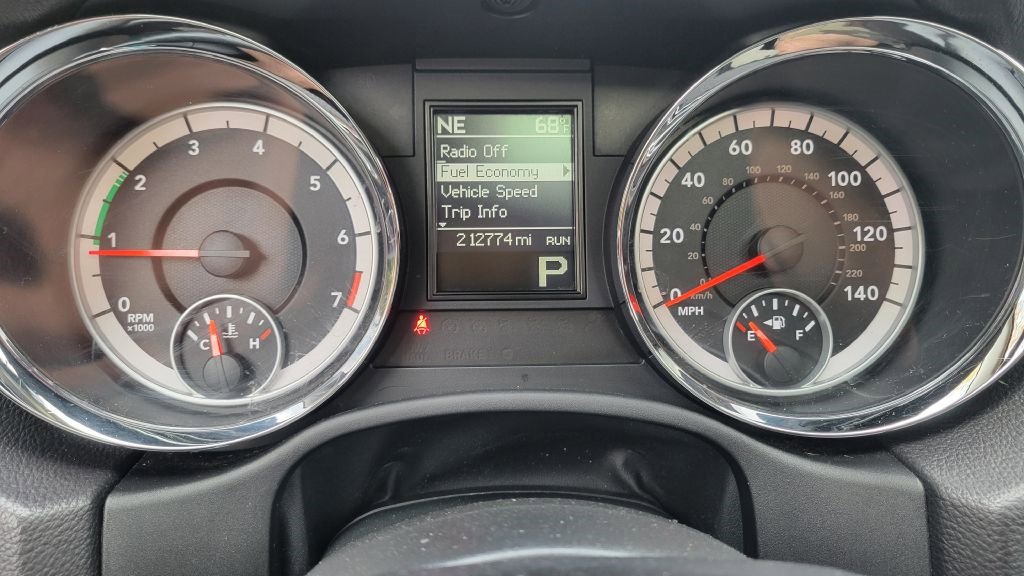 NE 68°F
Radio Off
Fuel Economy
Vehicle Speed
Trip Info
212774 mi RUN
P
0 1 2 3 4 5 6 7
RPM
x1000
C H
BRAKE
0 20 40 60 80 100 120 140
MPH
0 20 40 60 80 100 120 140 160 180 200 220
km/h
E F